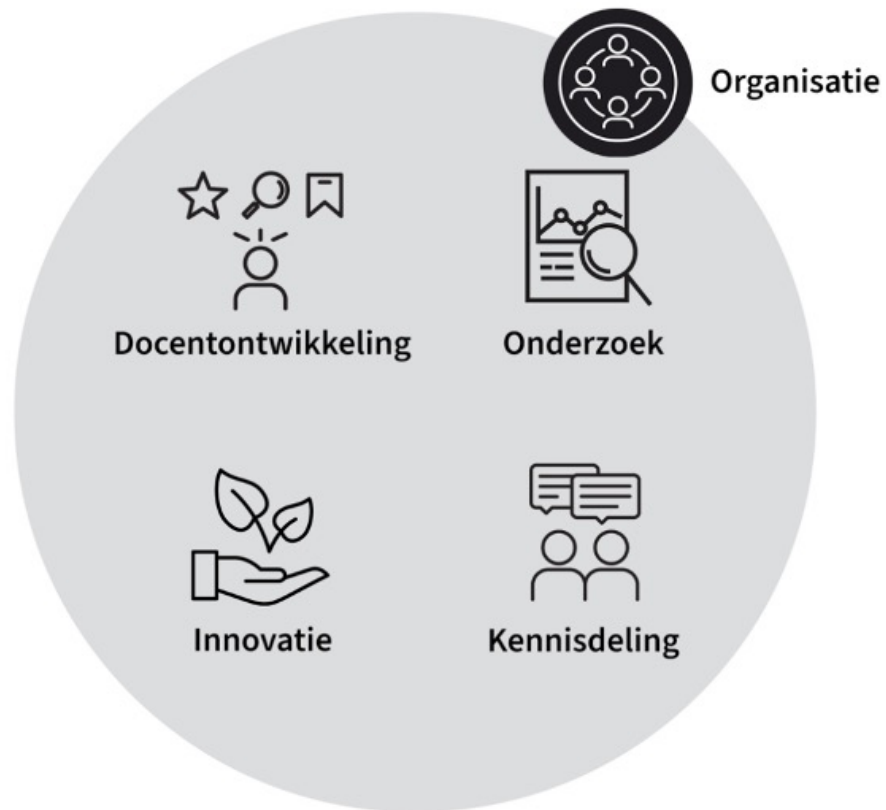 Organisatie
Docentontwikkeling
Onderzoek
Innovatie
Kennisdeling